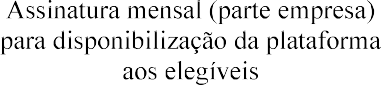 Assinatura mensal (parte empresa)
para disponibilização da plataforma
aos elegíveis